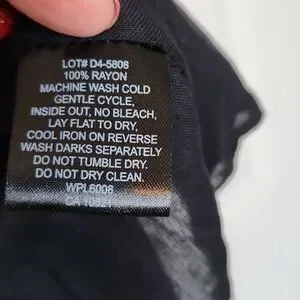 LOT# D4-5808
100% RAYON
MACHINE WASH COLD
GENTLE CYCLE,
INSIDE OUT, NO BLEACH,
LAY FLAT TO DRY,
COOL IRON ON REVERSE
WASH DARKS SEPARATELY
DO NOT TUMBLE DRY.
DO NOT DRY CLEAN.
WPL6008
CA 10821